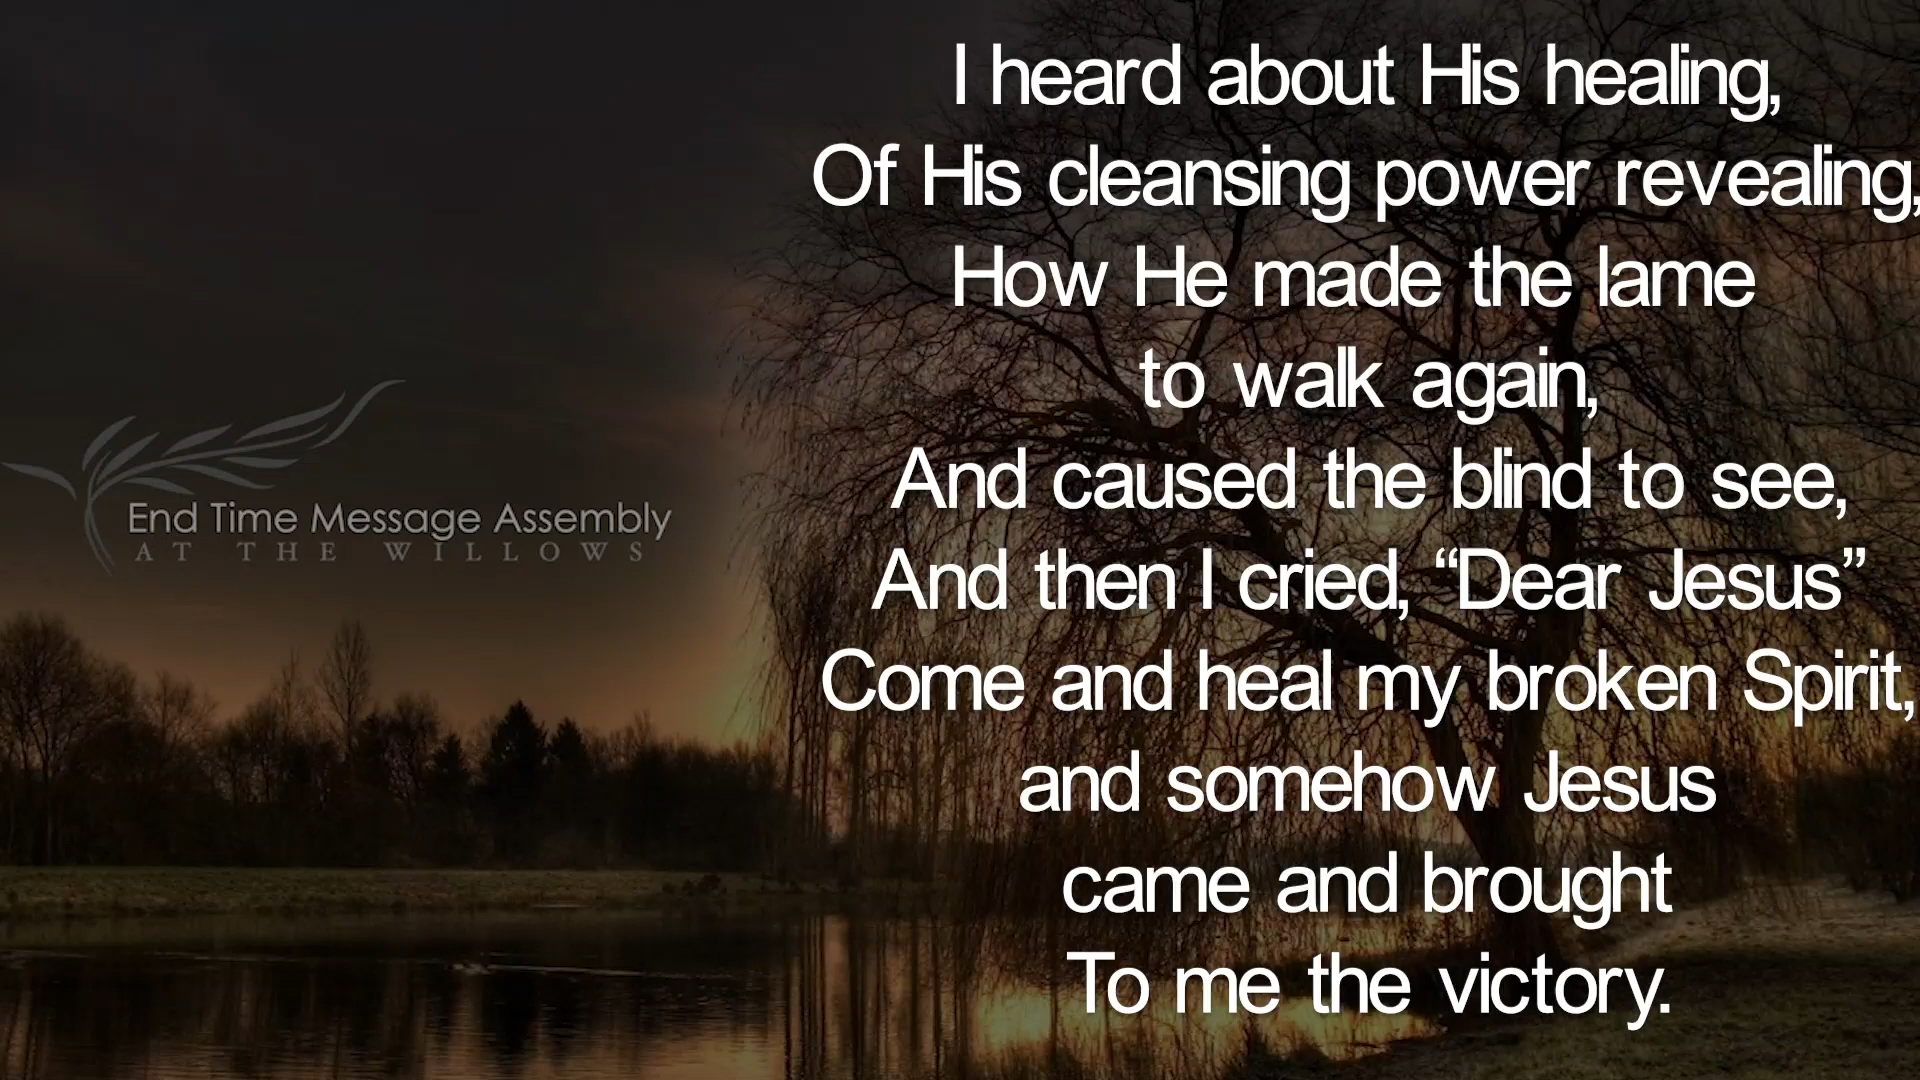 I heard about His healing,
Of His cleansing power revealing,
How He made the lame
to walk again,
And caused the blind to see,
And then I cried, “Dear Jesus”
Come and heal my broken Spirit,
and somehow Jesus
came and brought
To me the victory.
End Time Message Assembly
AT THE WILLOWS